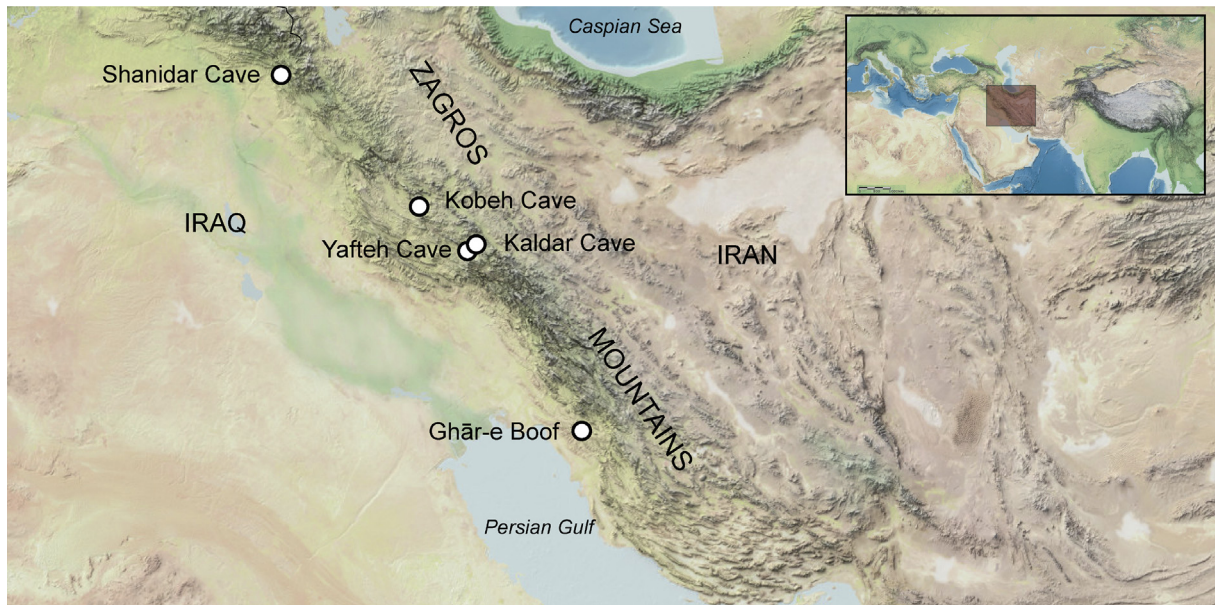 Caspian Sea
Shanidar Cave
ZAGROS
Kobeh Cave
IRAQ
Yafteh Cave
Kaldar Cave
IRAN
MOUNTAINS
Ghār-e Boof
Persian Gulf